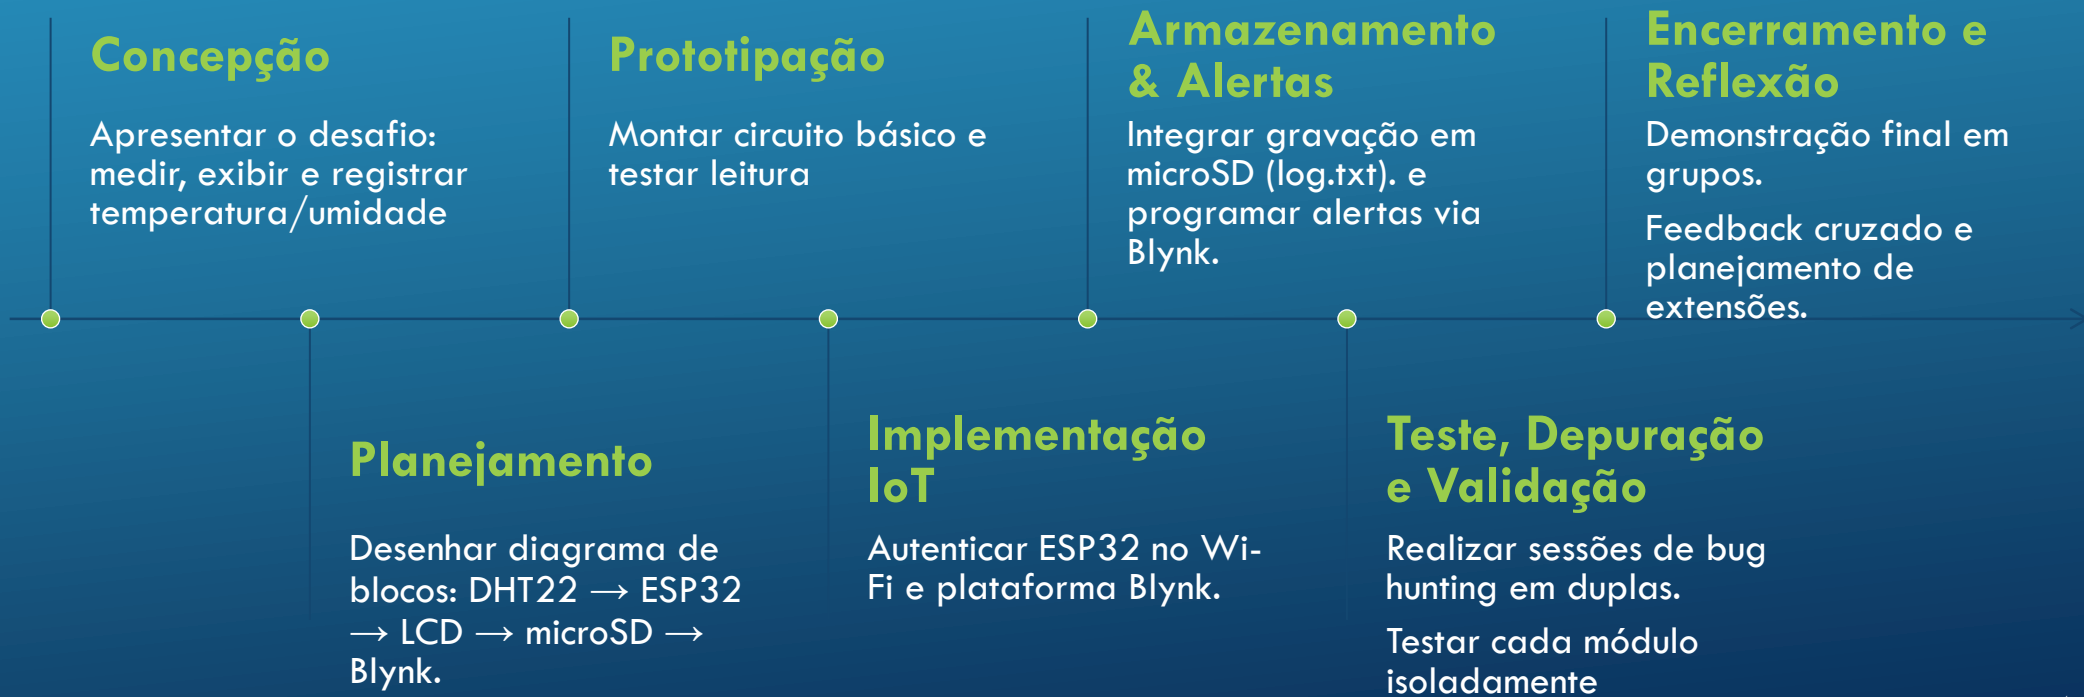 Concepção
Apresentar o desafio:
medir, exibir e registrar
temperatura/umidade
Planejamento
Desenhar diagrama de
blocos: DHT22 → ESP32
→ LCD → microSD →
Blynk.
Prototipação
Montar circuito básico e
testar leitura
Implementação
IoT
Autenticar ESP32 no Wi-
Fi e plataforma Blynk.
Armazenamento
& Alertas
Integrar gravação em
microSD (log.txt). e
programar alertas via
Blynk.
Teste, Depuração
e Validação
Realizar sessões de bug
hunting em duplas.
Testar cada módulo
isoladamente
Encerramento e
Reflexão
Demonstração final em
grupos.
Feedback cruzado e
planejamento de
extensões.